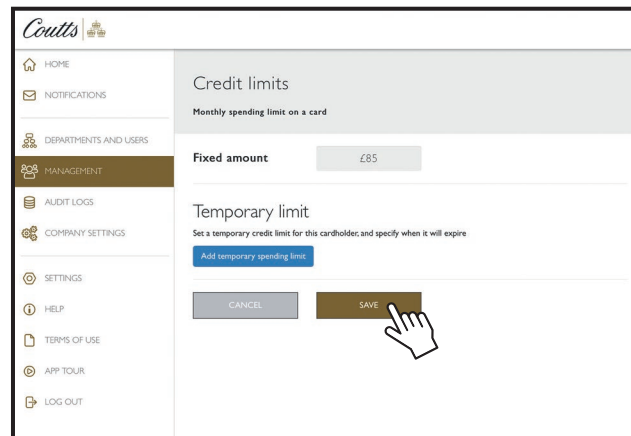 Coutts
HOME
NOTIFICATIONS
DEPARTMENTS AND USERS
MANAGEMENT
AUDIT LOGS
COMPANY SETTINGS
SETTINGS
HELP
TERMS OF USE
APP TOUR
LOG OUT
Credit limits
Monthly spending limit on a card
Fixed amount £85
Temporary limit
Set a temporary credit limit for this cardholder, and specify when it will expire
Add temporary spending limit
CANCEL SAVE